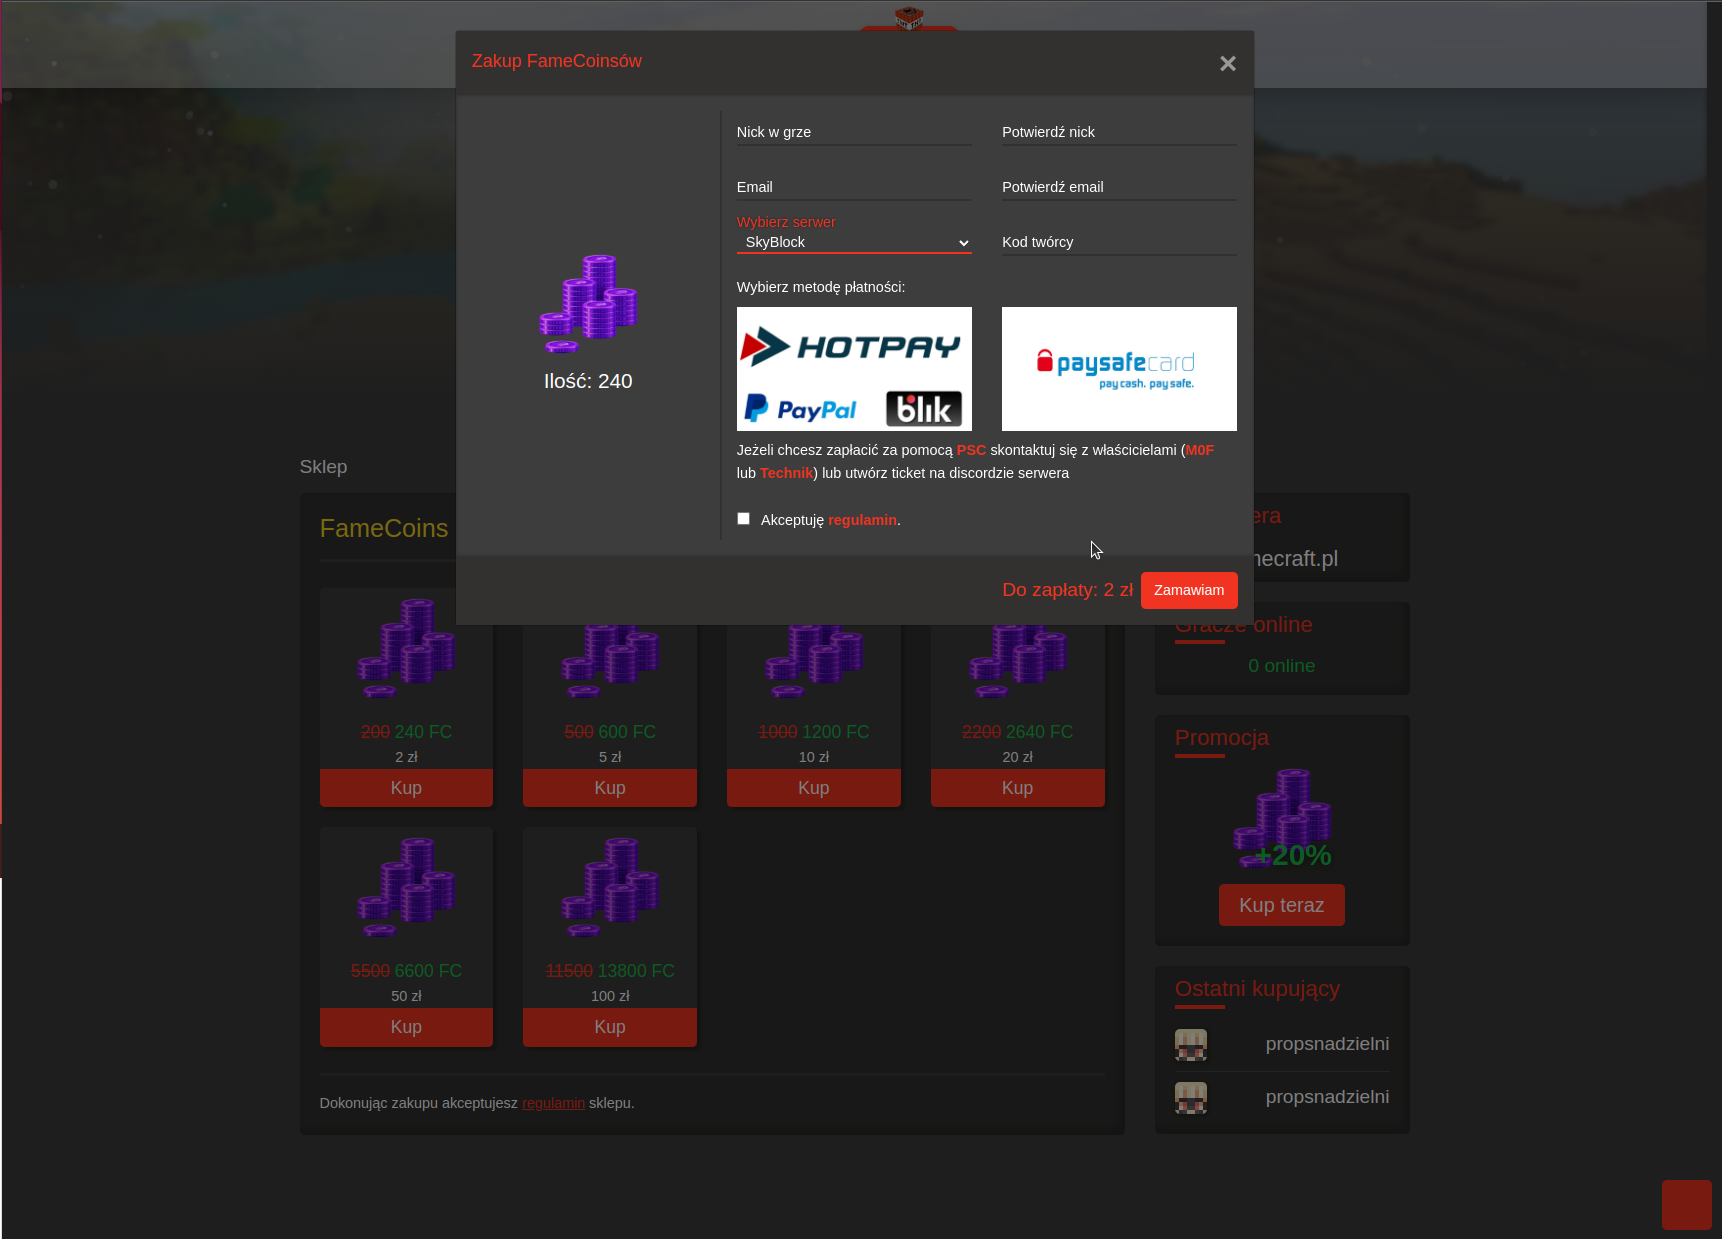 Zakup FameCoinsów
×
Nick w grze
Potwierdź nick
Email
Potwierdź email
Wybierz serwer
SkyBlock
Kod twórcy
Ilość: 240
Wybierz metodę płatności:
HOTPAY
PayPal blik
paysafecard
pay cash. pay safe.
Jeżeli chcesz zapłacić za pomocą PSC skontaktuj się z właścicielami (M0F
lub Technik) lub utwórz ticket na discordzie serwera
Akceptuję regulamin.
Do zapłaty: 2 zł
Zamawiam
Sklep
FameCoins
200 240 FC
2 zł
Kup
500 600 FC
5 zł
Kup
1000 1200 FC
10 zł
Kup
2200 2640 FC
20 zł
Kup
5500 6600 FC
50 zł
Kup
11500 13800 FC
100 zł
Kup
Dokonując zakupu akceptujesz regulamin sklepu.
era
necraft.pl
Gracze online
0 online
Promocja
+20%
Kup teraz
Ostatni kupujący
propsnadzielni
propsnadzielni